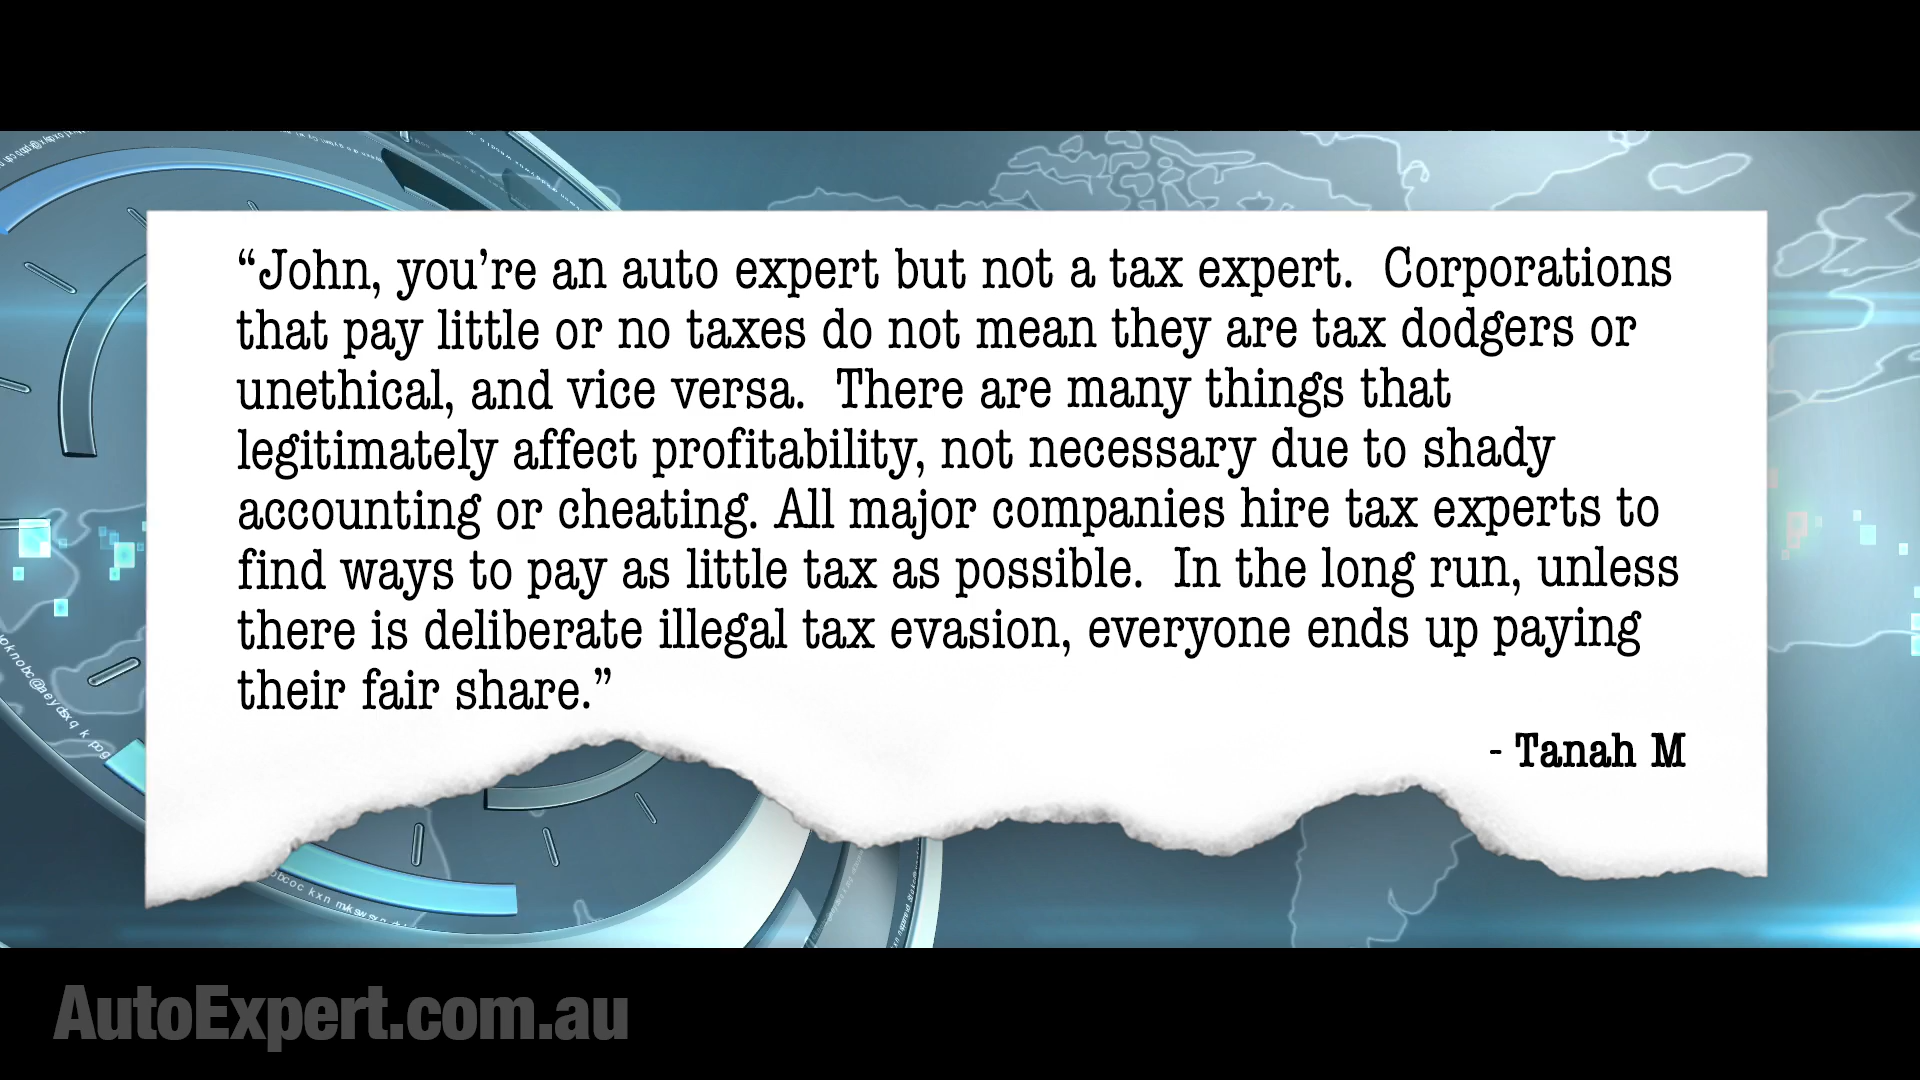 “John, you’re an auto expert but not a tax expert.  Corporations
that pay little or no taxes do not mean they are tax dodgers or
unethical, and vice versa.  There are many things that
legitimately affect profitability, not necessary due to shady
accounting or cheating. All major companies hire tax experts to
find ways to pay as little tax as possible.  In the long run, unless
there is deliberate illegal tax evasion, everyone ends up paying
their fair share.”
- Tanah M
AutoExpert.com.au